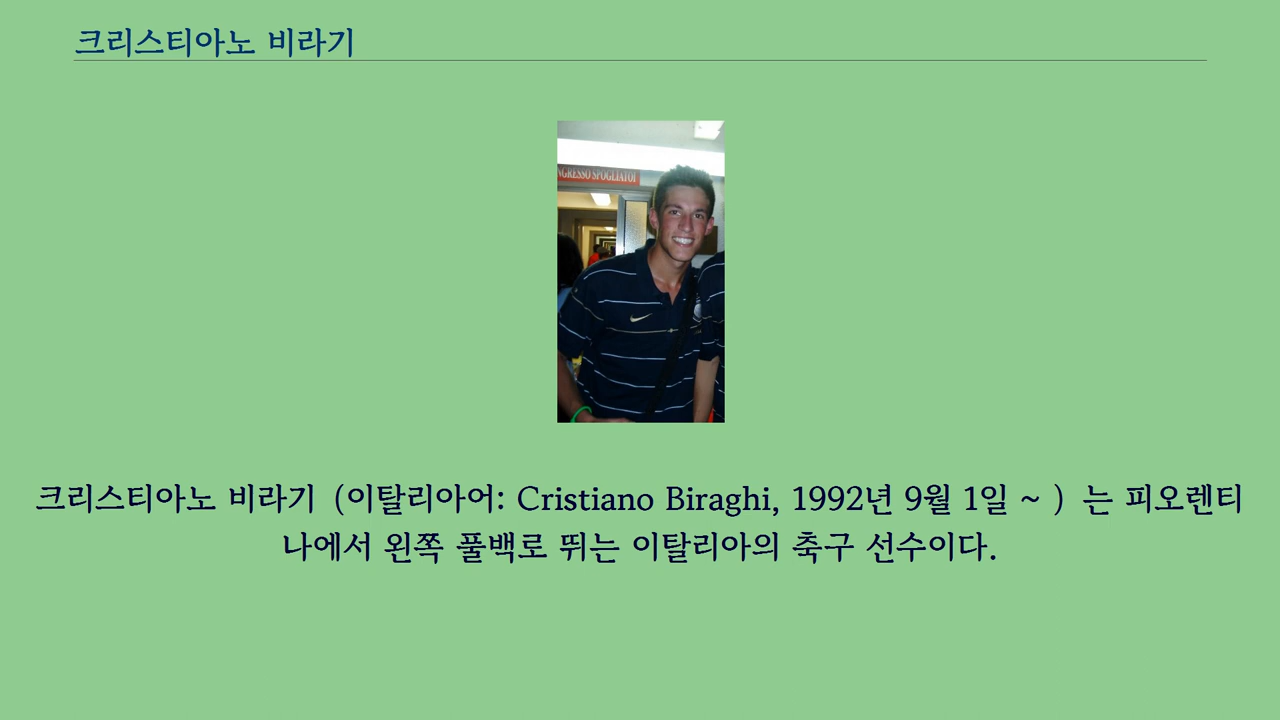 크리스티아노 비라기
NGRESSO SPOGLIATOI
크리스티아노 비라기 (이탈리아어: Cristiano Biraghi, 1992년 9월 1일 ~ ) 는 피오렌티
나에서 왼쪽 풀백로 뛰는 이탈리아의 축구 선수이다.